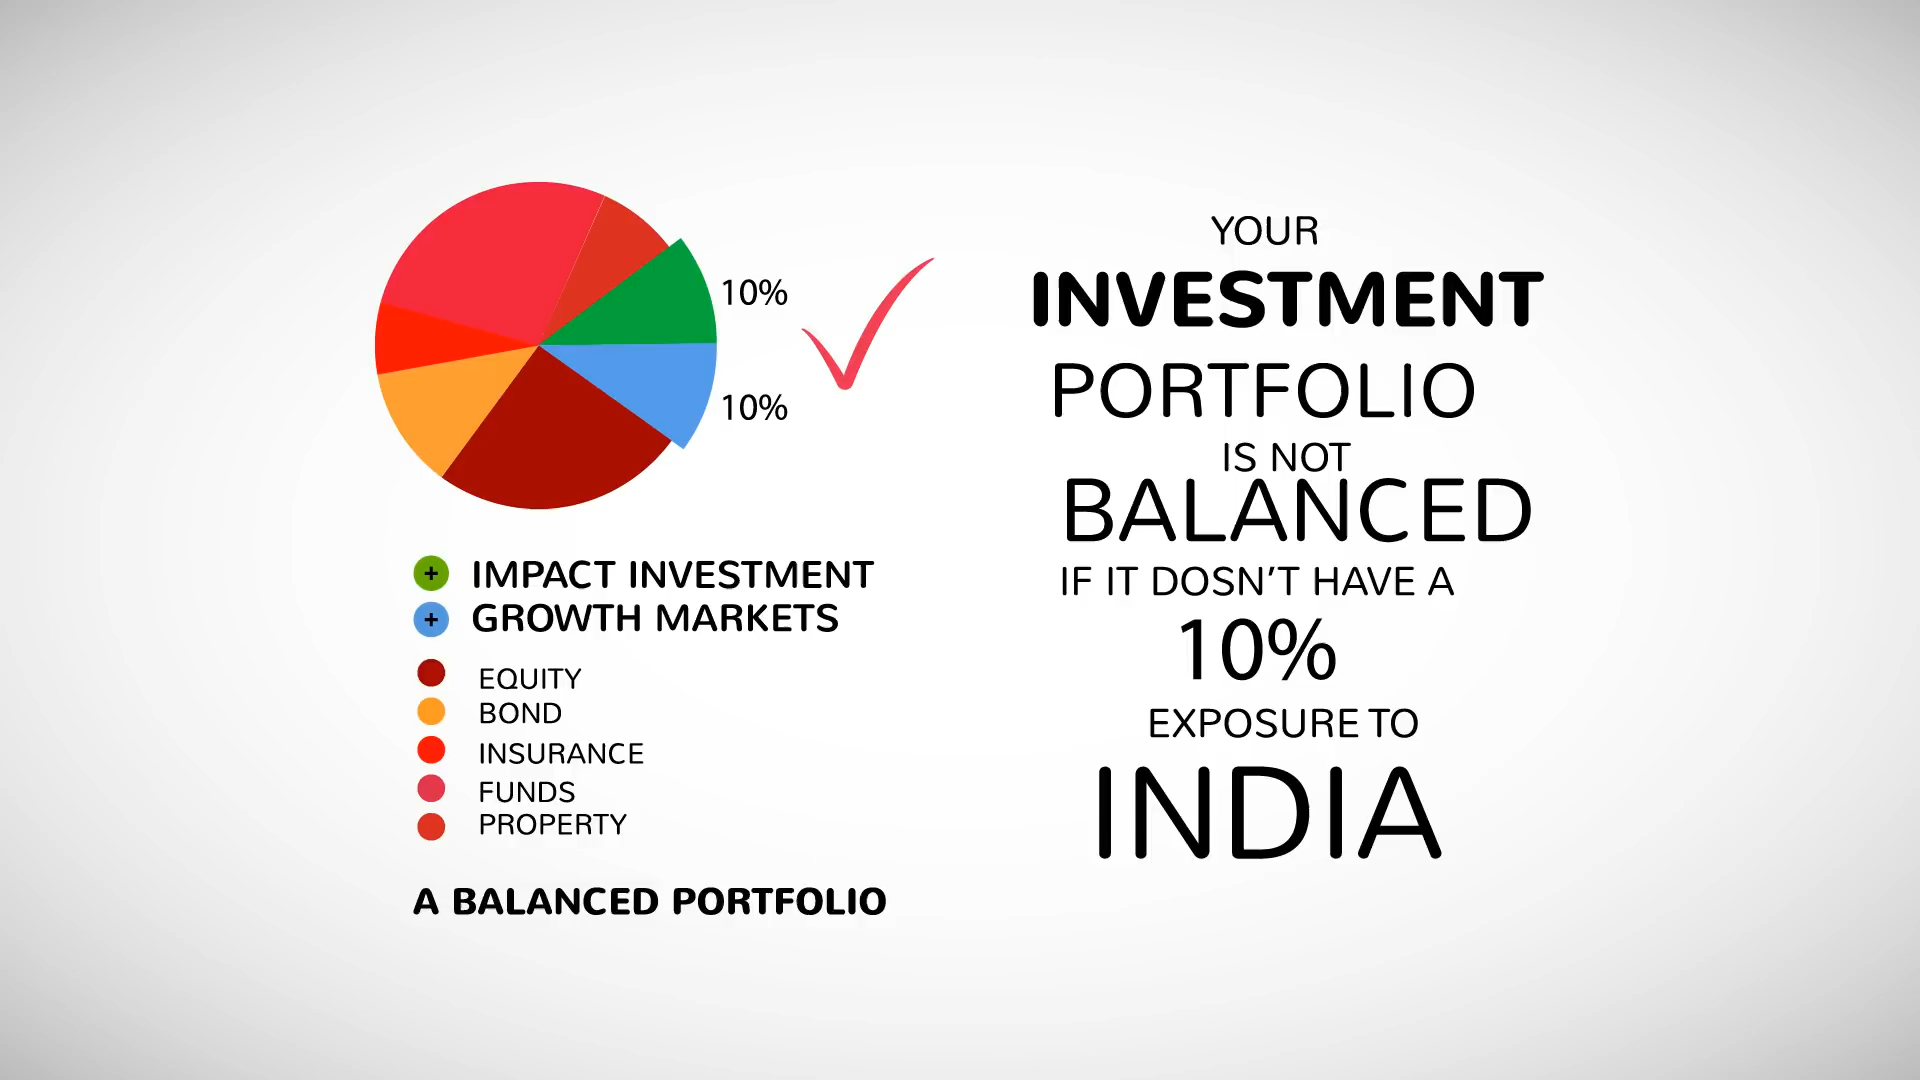 10%
10%
+ IMPACT INVESTMENT
+ GROWTH MARKETS
EQUITY
BOND
INSURANCE
FUNDS
PROPERTY
A BALANCED PORTFOLIO
YOUR
INVESTMENT
PORTFOLIO
IS NOT
BALANCED
IF IT DOSN'T HAVE A
10%
EXPOSURE TO
INDIA